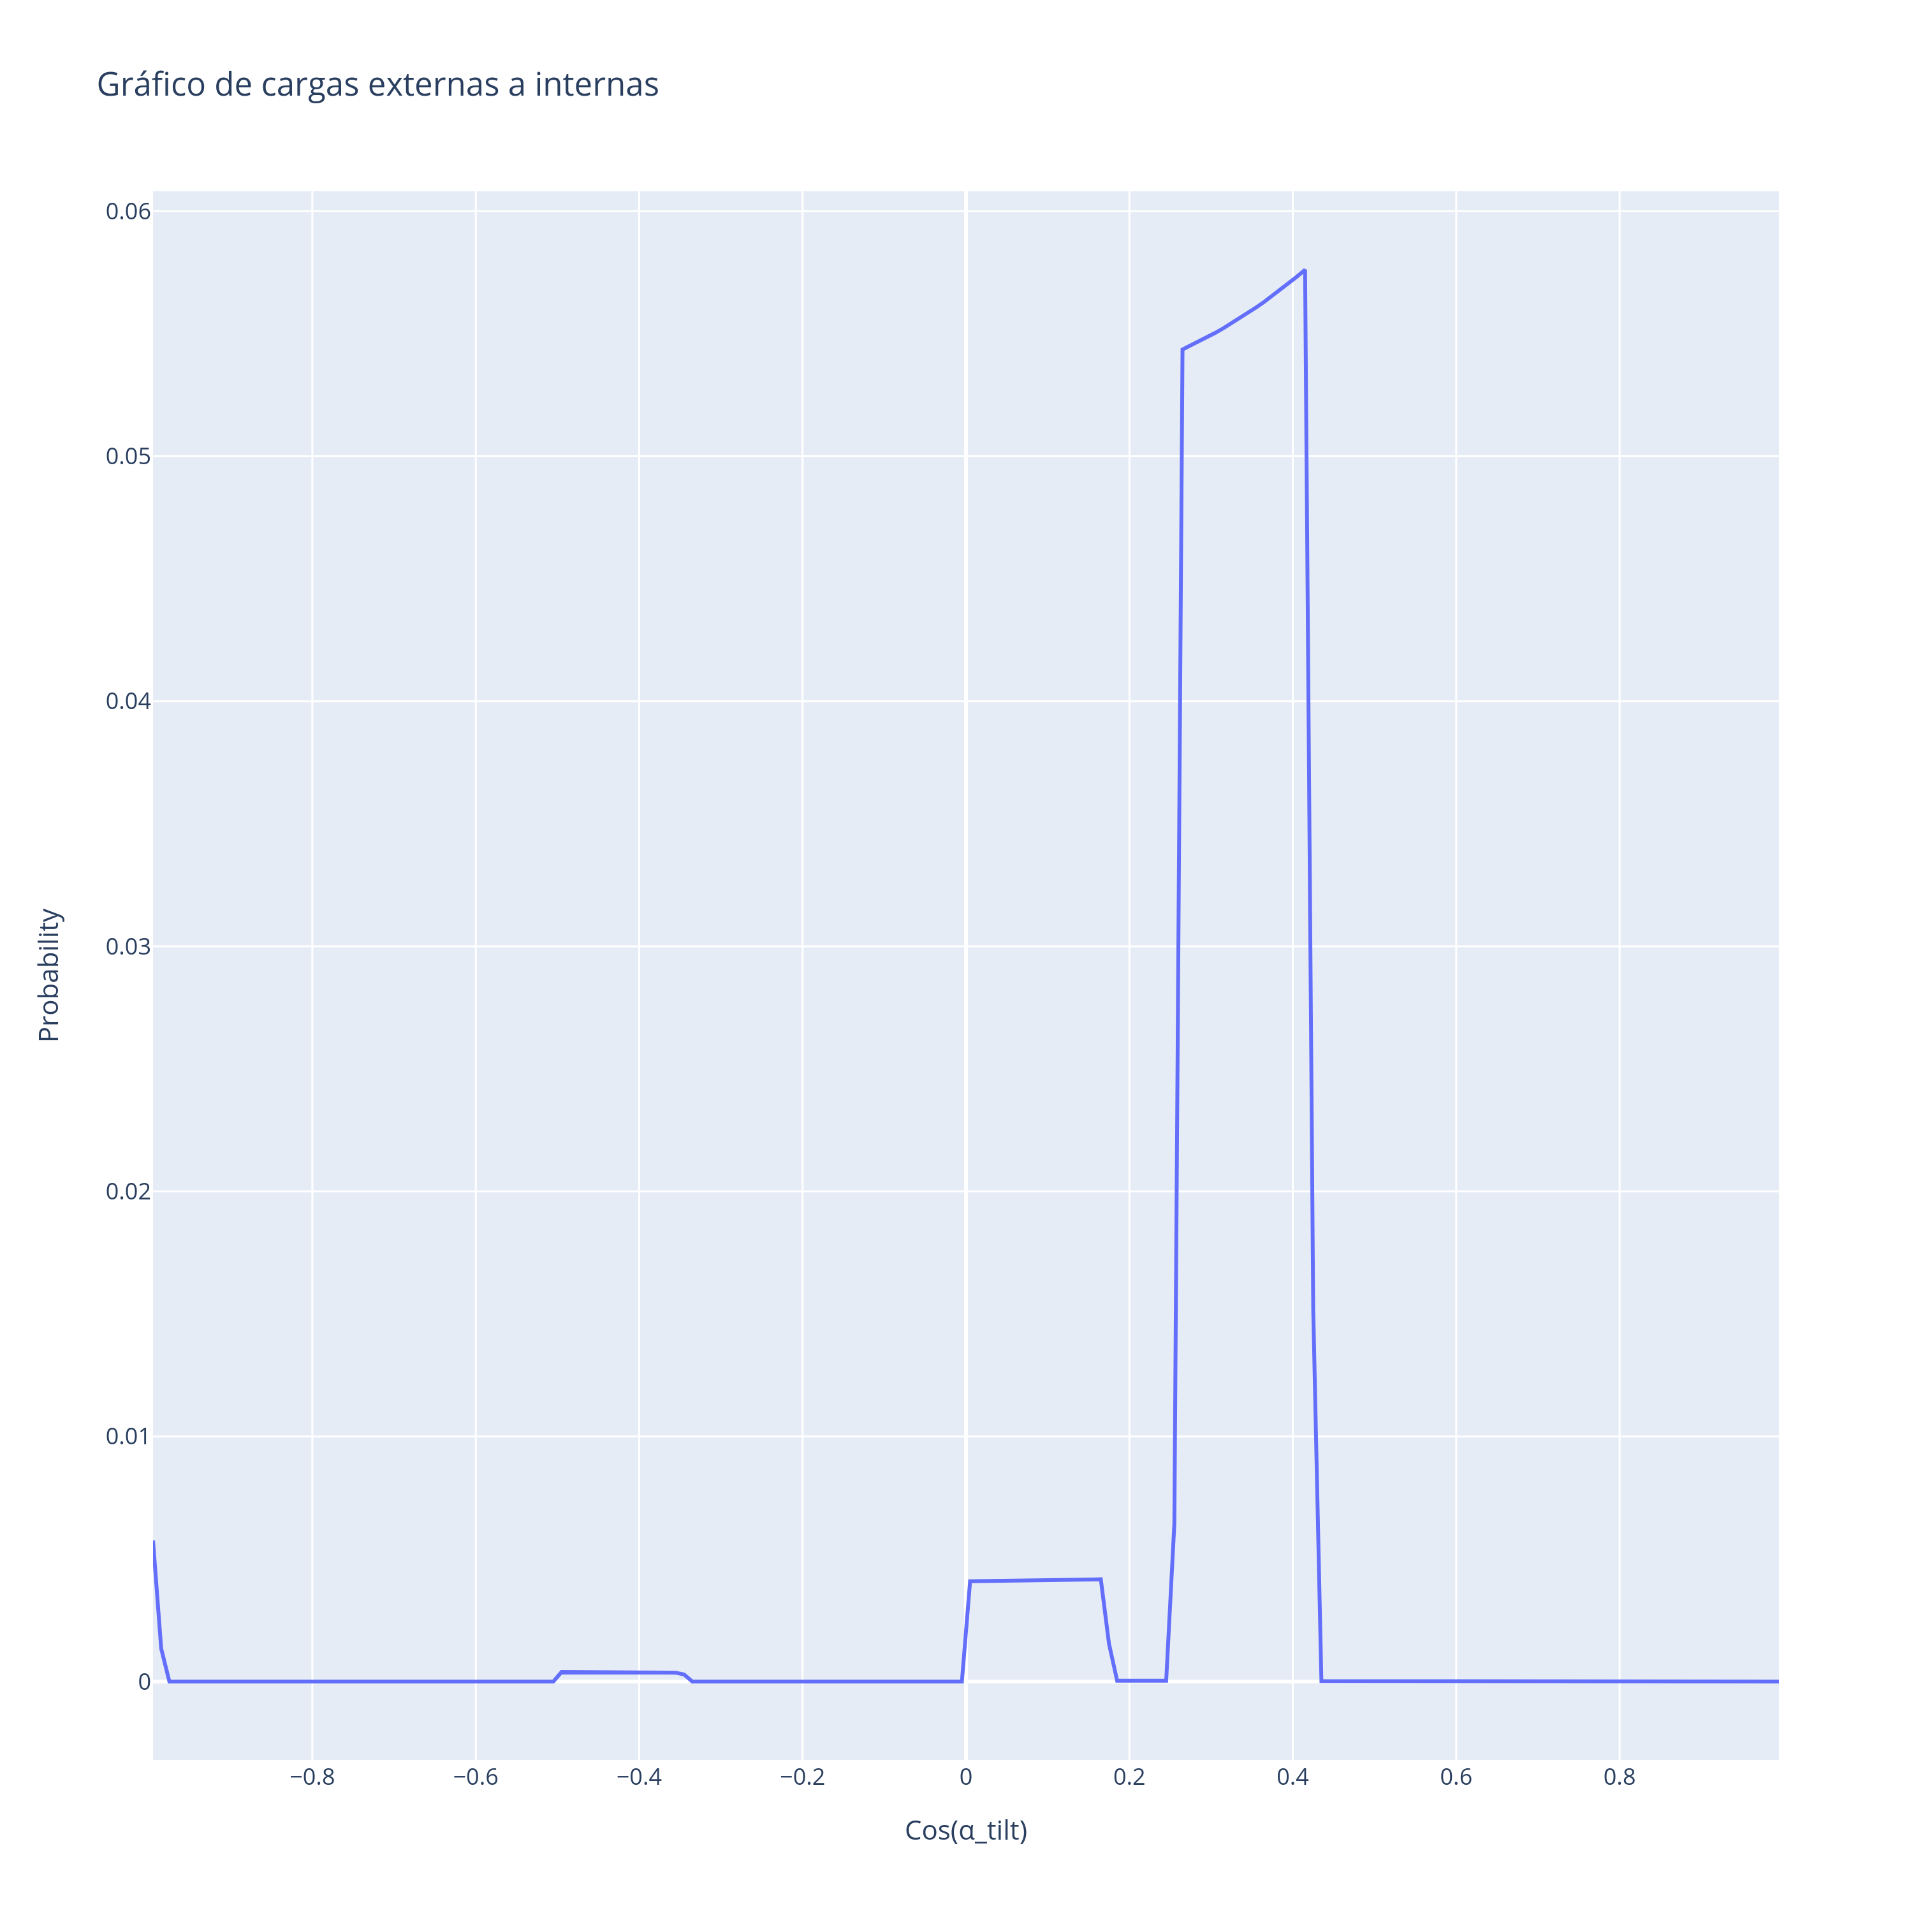 Gráfico de cargas externas a internas
0.06
0.05
0.04
0.03
0.02
0.01
0
Probability
−0.8 −0.6 −0.4 −0.2 0 0.2 0.4 0.6 0.8
Cos(α_tilt)